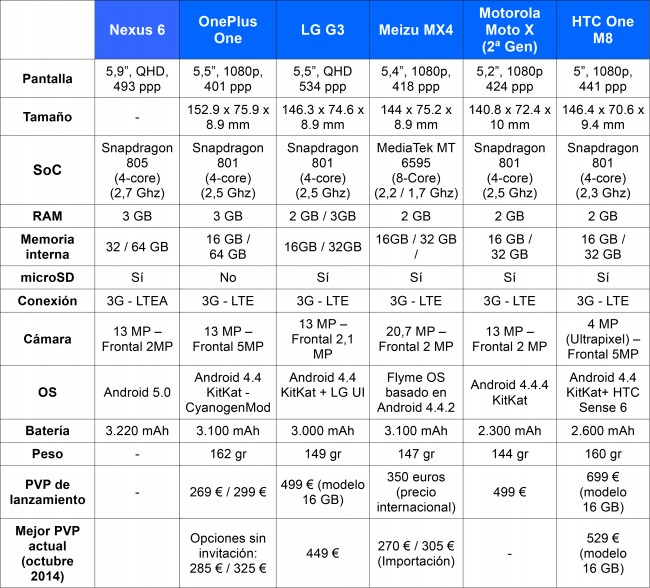 Nexus 6 OnePlus One LG G3 Meizu MX4 Motorola Moto X (2ª Gen) HTC One M8
Pantalla 5,9”, QHD, 493 ppp 5,5”, 1080p, 401 ppp 5,5”, QHD 534 ppp 5,4”, 1080p, 418 ppp 5,2”, 1080p 424 ppp 5”, 1080p, 441 ppp
Tamaño - 152.9 x 75.9 x 8.9 mm 146.3 x 74.6 x 8.9 mm 144 x 75.2 x 8.9 mm 140.8 x 72.4 x 10 mm 146.4 x 70.6 x 9.4 mm
SoC Snapdragon 805 (4-core) (2,7 Ghz) Snapdragon 801 (4-core) (2,5 Ghz) Snapdragon 801 (4-core) (2,5 Ghz) MediaTek MT 6595 (8-Core) (2,2 / 1,7 Ghz) Snapdragon 801 (4-core) (2,5 Ghz) Snapdragon 801 (4-core) (2,3 Ghz)
RAM 3 GB 3 GB 2 GB / 3GB 2 GB 2 GB 2 GB
Memoria interna 32 / 64 GB 16 GB / 64 GB 16GB / 32GB 16GB / 32 GB / 16 GB / 32 GB 16 GB / 32 GB
microSD Sí No Sí Sí Sí Sí
Conexión 3G - LTEA 3G - LTE 3G - LTE 3G - LTE 3G - LTE 3G - LTE
Cámara 13 MP – Frontal 2MP 13 MP – Frontal 5MP 13 MP – Frontal 2,1 MP 20,7 MP – Frontal 2 MP 13 MP – Frontal 2 MP 4 MP (Ultrapixel) – Frontal 5MP
OS Android 5.0 Android 4.4 KitKat - CyanogenMod Android 4.4 KitKat + LG UI Flyme OS basado en Android 4.4.2 Android 4.4.4 KitKat Android 4.4 KitKat+ HTC Sense 6
Batería 3.220 mAh 3.100 mAh 3.000 mAh 3.100 mAh 2.300 mAh 2.600 mAh
Peso - 162 gr 149 gr 147 gr 144 gr 160 gr
PVP de lanzamiento - 269 € / 299 € 499 € (modelo 16 GB) 350 euros (precio internacional) 499 € 699 € (modelo 16 GB)
Mejor PVP actual (octubre 2014) Opciones sin invitación: 285 € / 325 € 449 € 270 € / 305 € (Importación) - 529 € (modelo 16 GB)